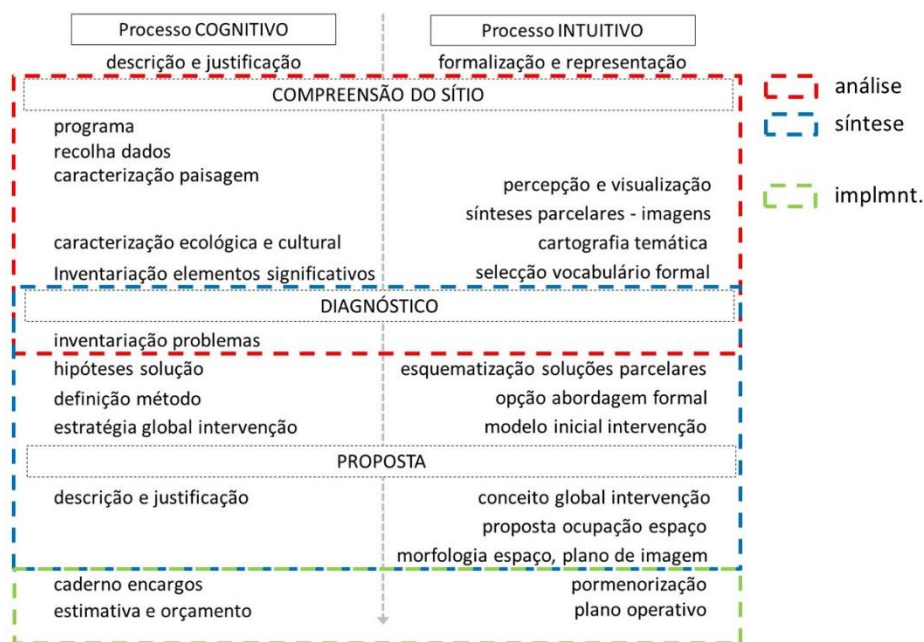 Processo COGNITIVO
Processo INTUITIVO
descrição e justificação
formalização e representação
COMPREENSÃO DO SÍTIO
análise
programa
síntese
recolha dados
caracterização paisagem
percepção e visualização
implmnt.
sínteses parcelares - imagens
caracterização ecológica e cultural
cartografia temática
Inventariação elementos significativos
selecção vocabulário formal
DIAGNÓSTICO
inventariação problemas
hipóteses solução
esquematização soluções parcelares
definição método
opção abordagem formal
estratégia global intervenção
modelo inicial intervenção
PROPOSTA
descrição e justificação
conceito global intervenção
proposta ocupação espaço
morfologia espaço, plano de imagem
caderno encargos
pormenorização
estimativa e orçamento
plano operativo